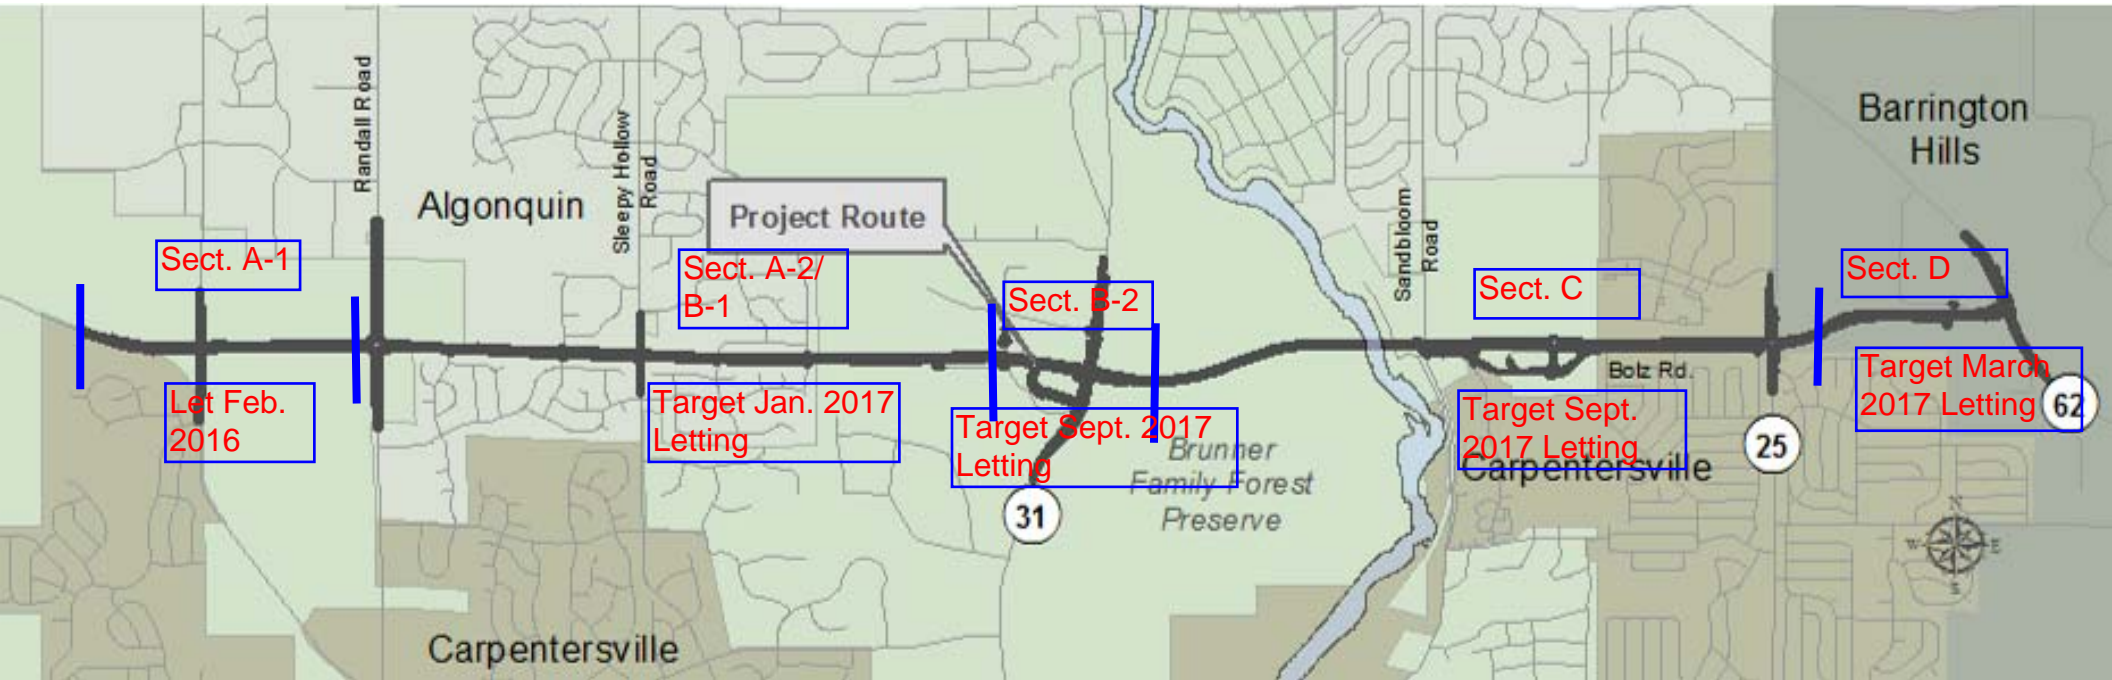 Barrington
Hills
Randall Road
Algonquin
Sleepy Hollow
Road
Project Route
Sandbloom
Road
Sect. A-1
Sect. A-2/
B-1
Sect. B-2
Sect. C
Sect. D
Let Feb.
2016
Target Jan. 2017
Letting
Target Sept. 2017
Letting
Bolz Rd.
Target Sept.
2017 Letting
Target March
2017 Letting
62
25
31
Brunner
Family Forest
Preserve
Carpentersville
N
W
E
S
Carpentersville